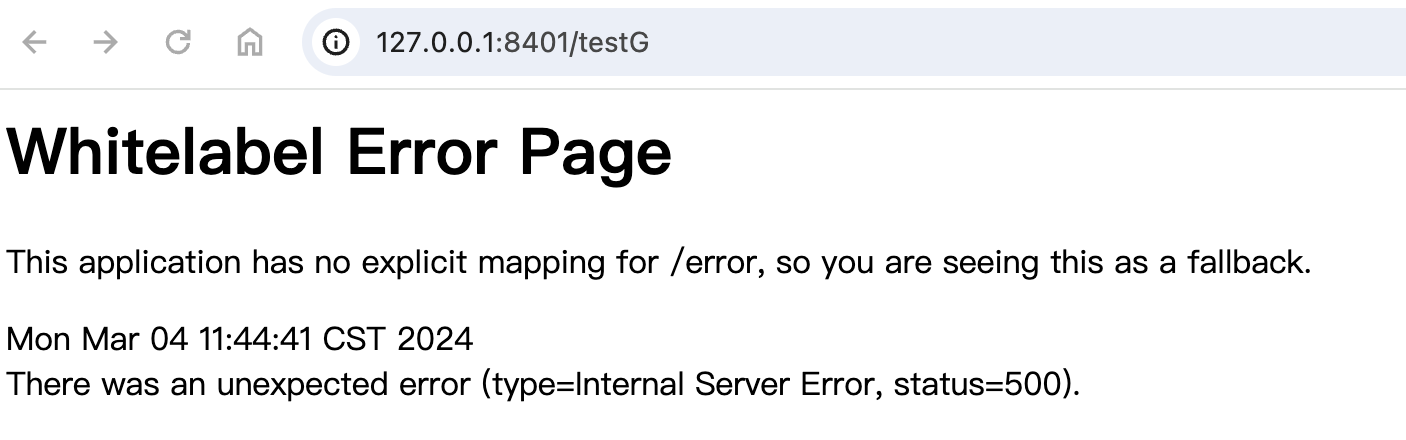 127.0.0.1:8401/testG
Whitelabel Error Page
This application has no explicit mapping for /error, so you are seeing this as a fallback.
Mon Mar 04 11:44:41 CST 2024
There was an unexpected error (type=Internal Server Error, status=500).